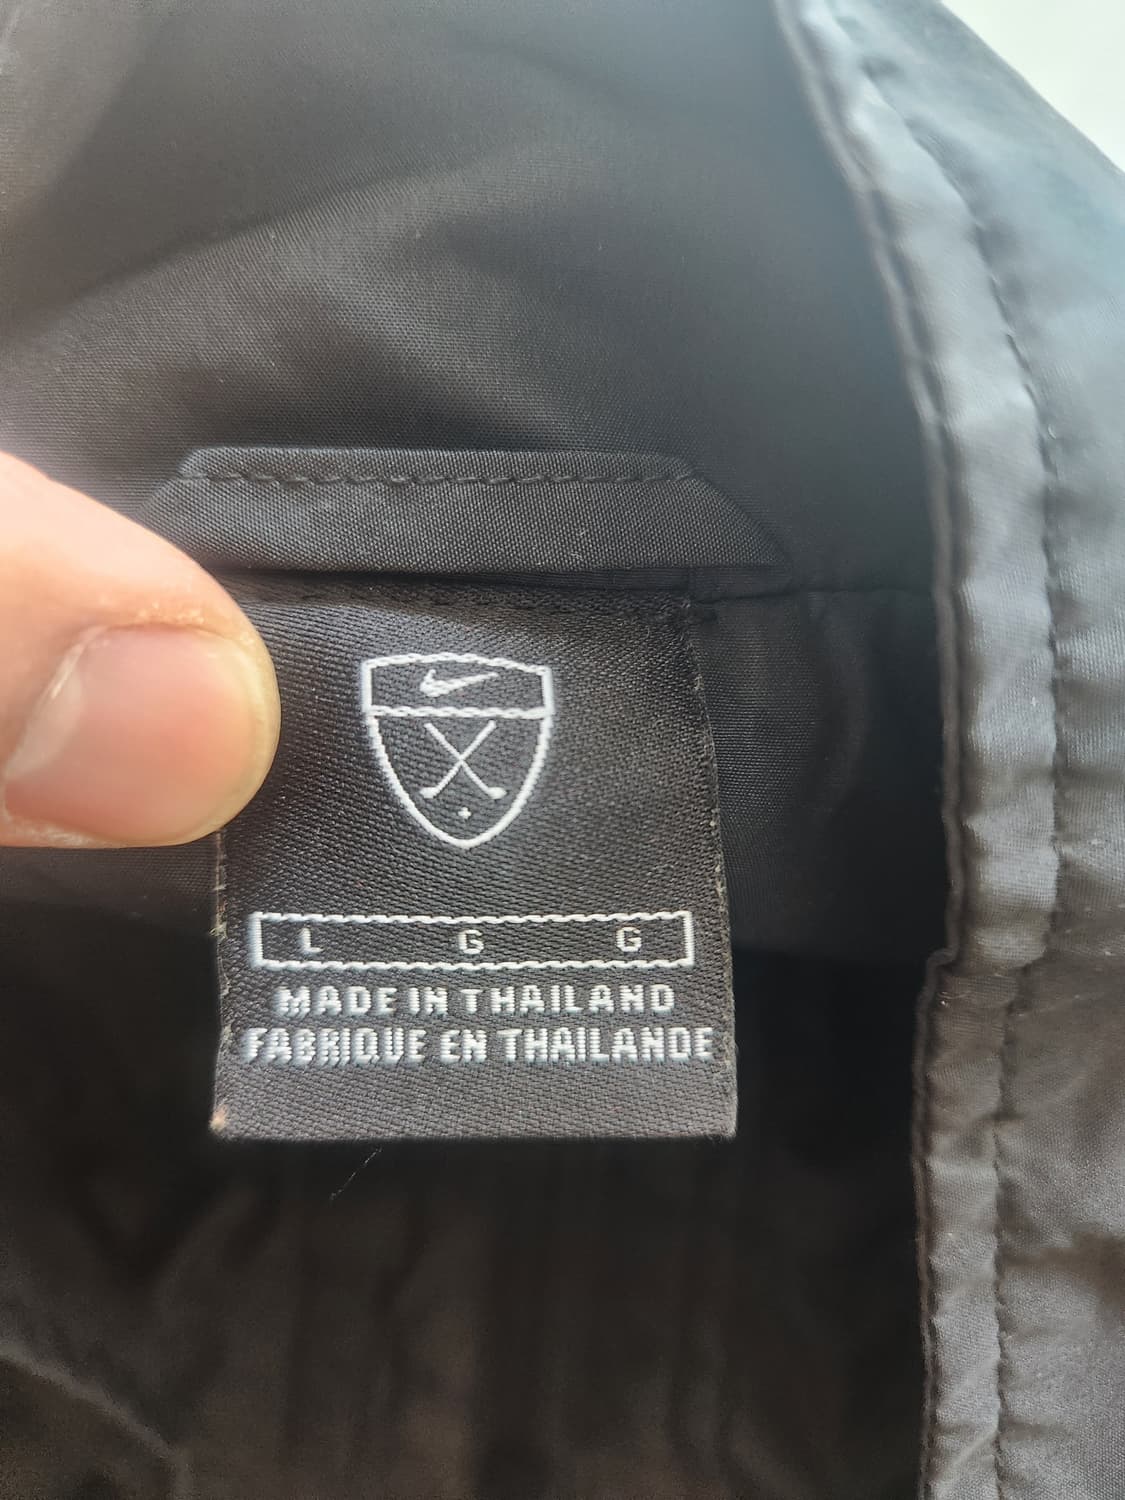 L G G
MADE IN THAILAND
FABRIQUE EN THAILANDE